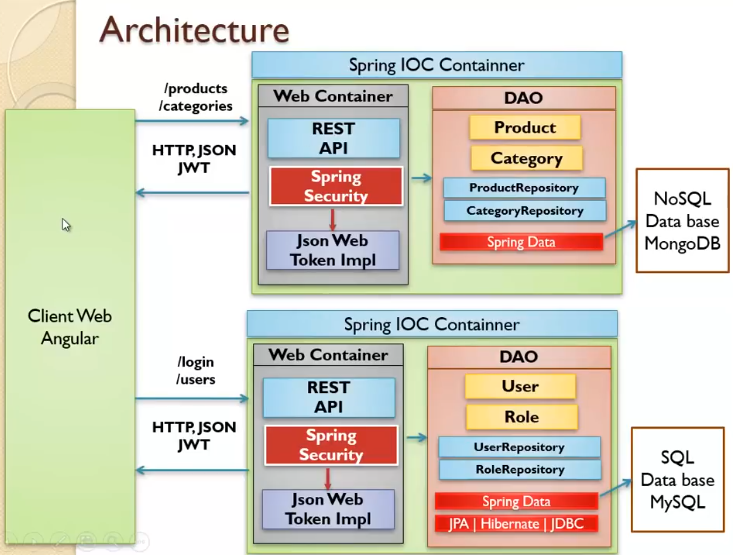 Architecture
Spring IOC Containner
/products
/categories
HTTP, JSON
JWT
Web Container
REST
API
Spring
Security
Json Web
Token Impl
DAO
Product
Category
ProductRepository
CategoryRepository
Spring Data
NoSQL
Data base
MongoDB
Client Web
Angular
Spring IOC Containner
/login
/users
HTTP, JSON
JWT
Web Container
REST
API
Spring
Security
Json Web
Token Impl
DAO
User
Role
UserRepository
RoleRepository
Spring Data
JPA | Hibernate | JDBC
SQL
Data base
MySQL